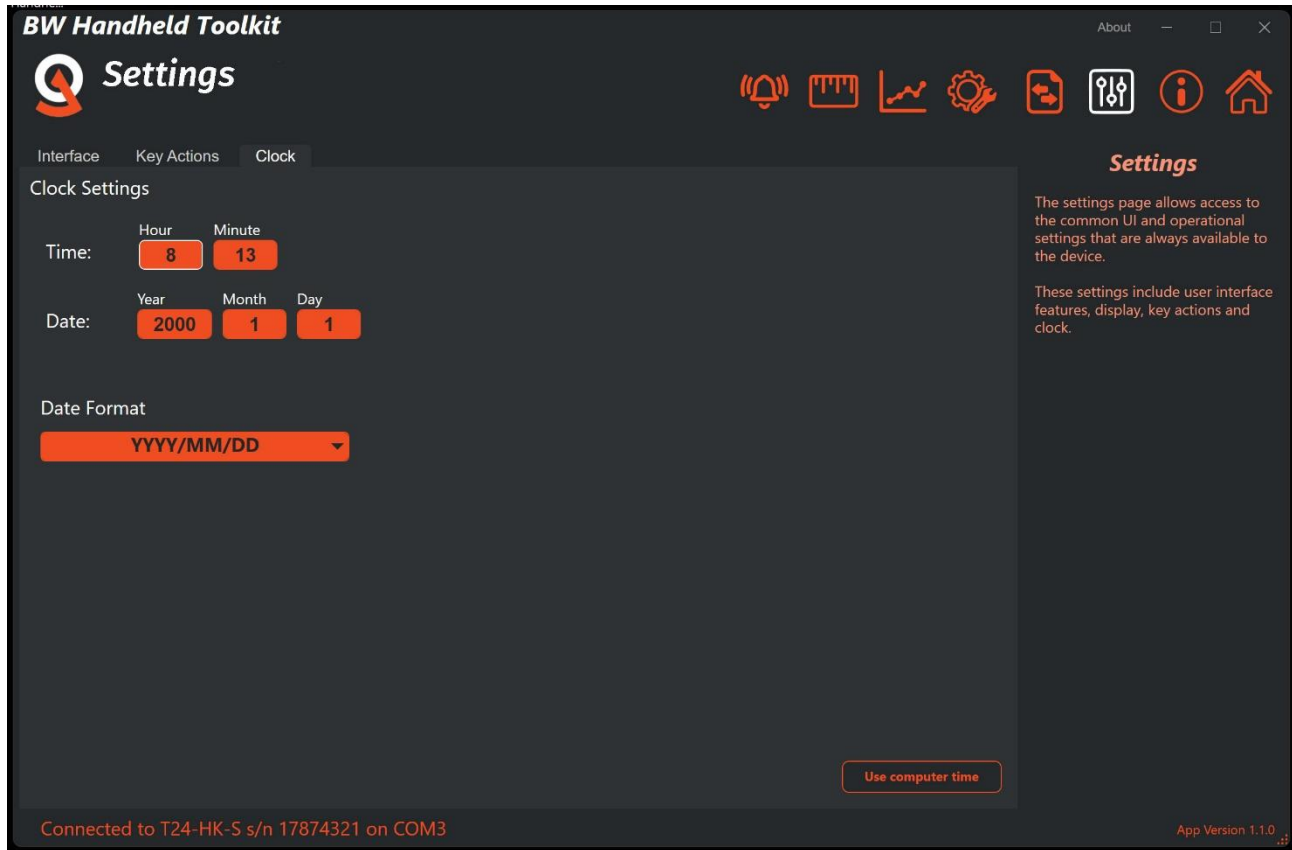 BW Handheld Toolkit
About
Settings
Interface Key Actions Clock
Clock Settings
Hour Minute
Time: 8 13
Year Month Day
Date: 2000 1 1
Date Format
YYYY/MM/DD
Use computer time
Settings
The settings page allows access to
the common UI and operational
settings that are always available to
the device.
These settings include user interface
features, display, key actions and
clock.
Connected to T24-HK-S s/n 17874321 on COM3
App Version 1.1.0